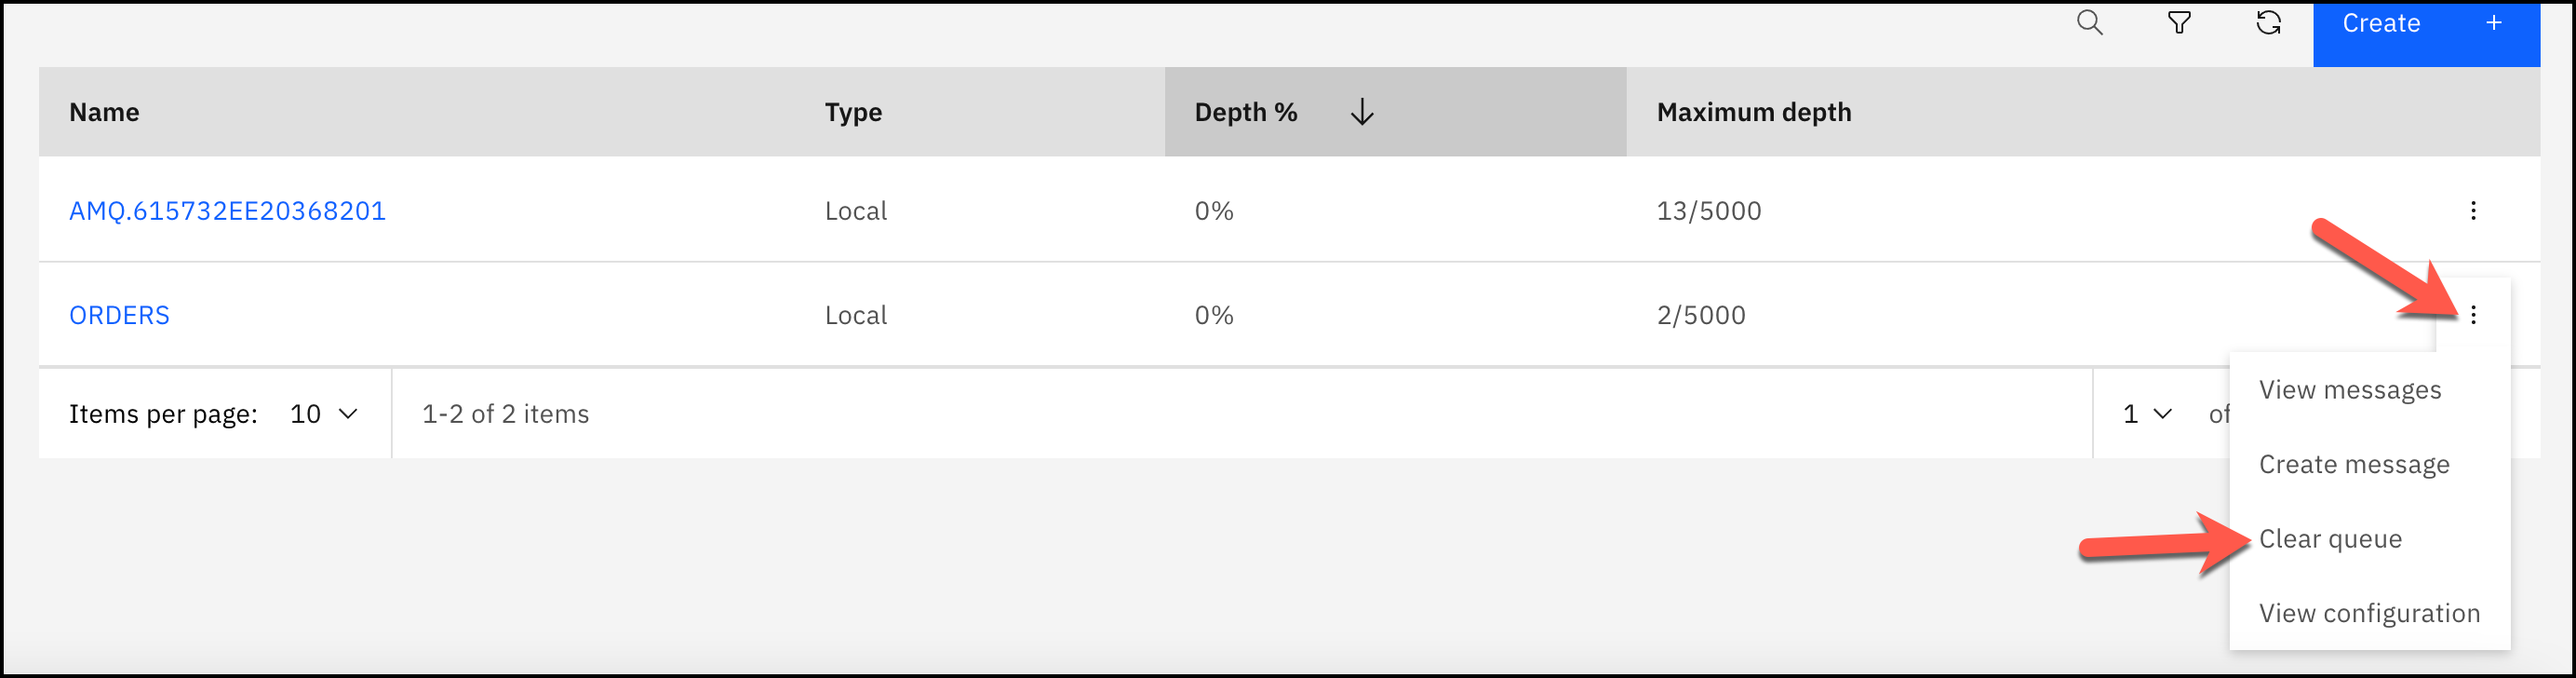 Create +
Name Type Depth % Maximum depth
AMQ.615732EE20368201 Local 0% 13/5000
ORDERS Local 0% 2/5000
Items per page: 10 1-2 of 2 items 1 of
View messages
Create message
Clear queue
View configuration